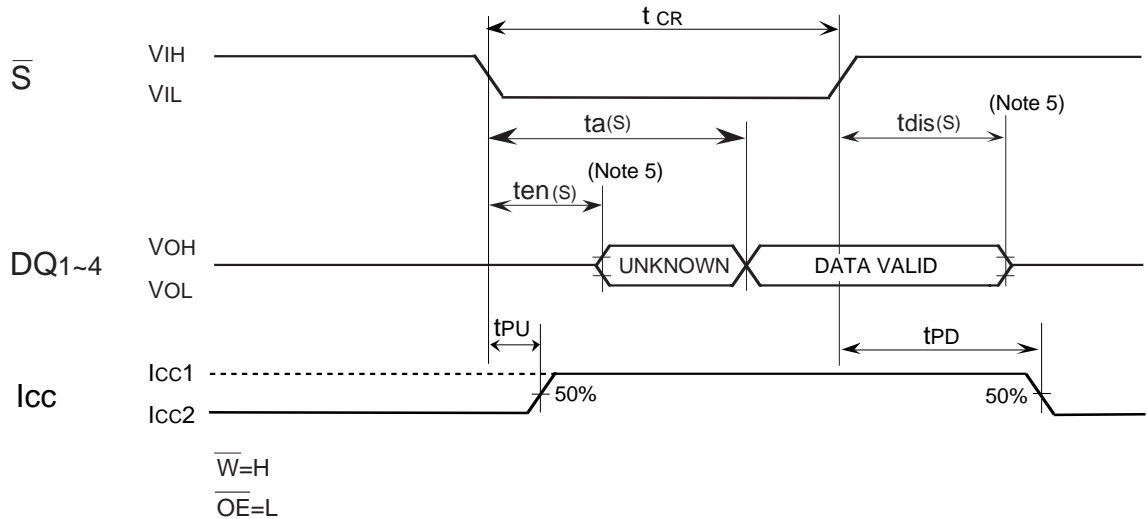 t CR
S̅ VIH
VIL
ta(S) tdis(S) (Note 5)
(Note 5)
ten(S)
DQ1~4 VOH
UNKNOWN DATA VALID
VOL
tPU tPD
Icc Icc1
50% 50%
Icc2
W̅=H
O̅E̅=L